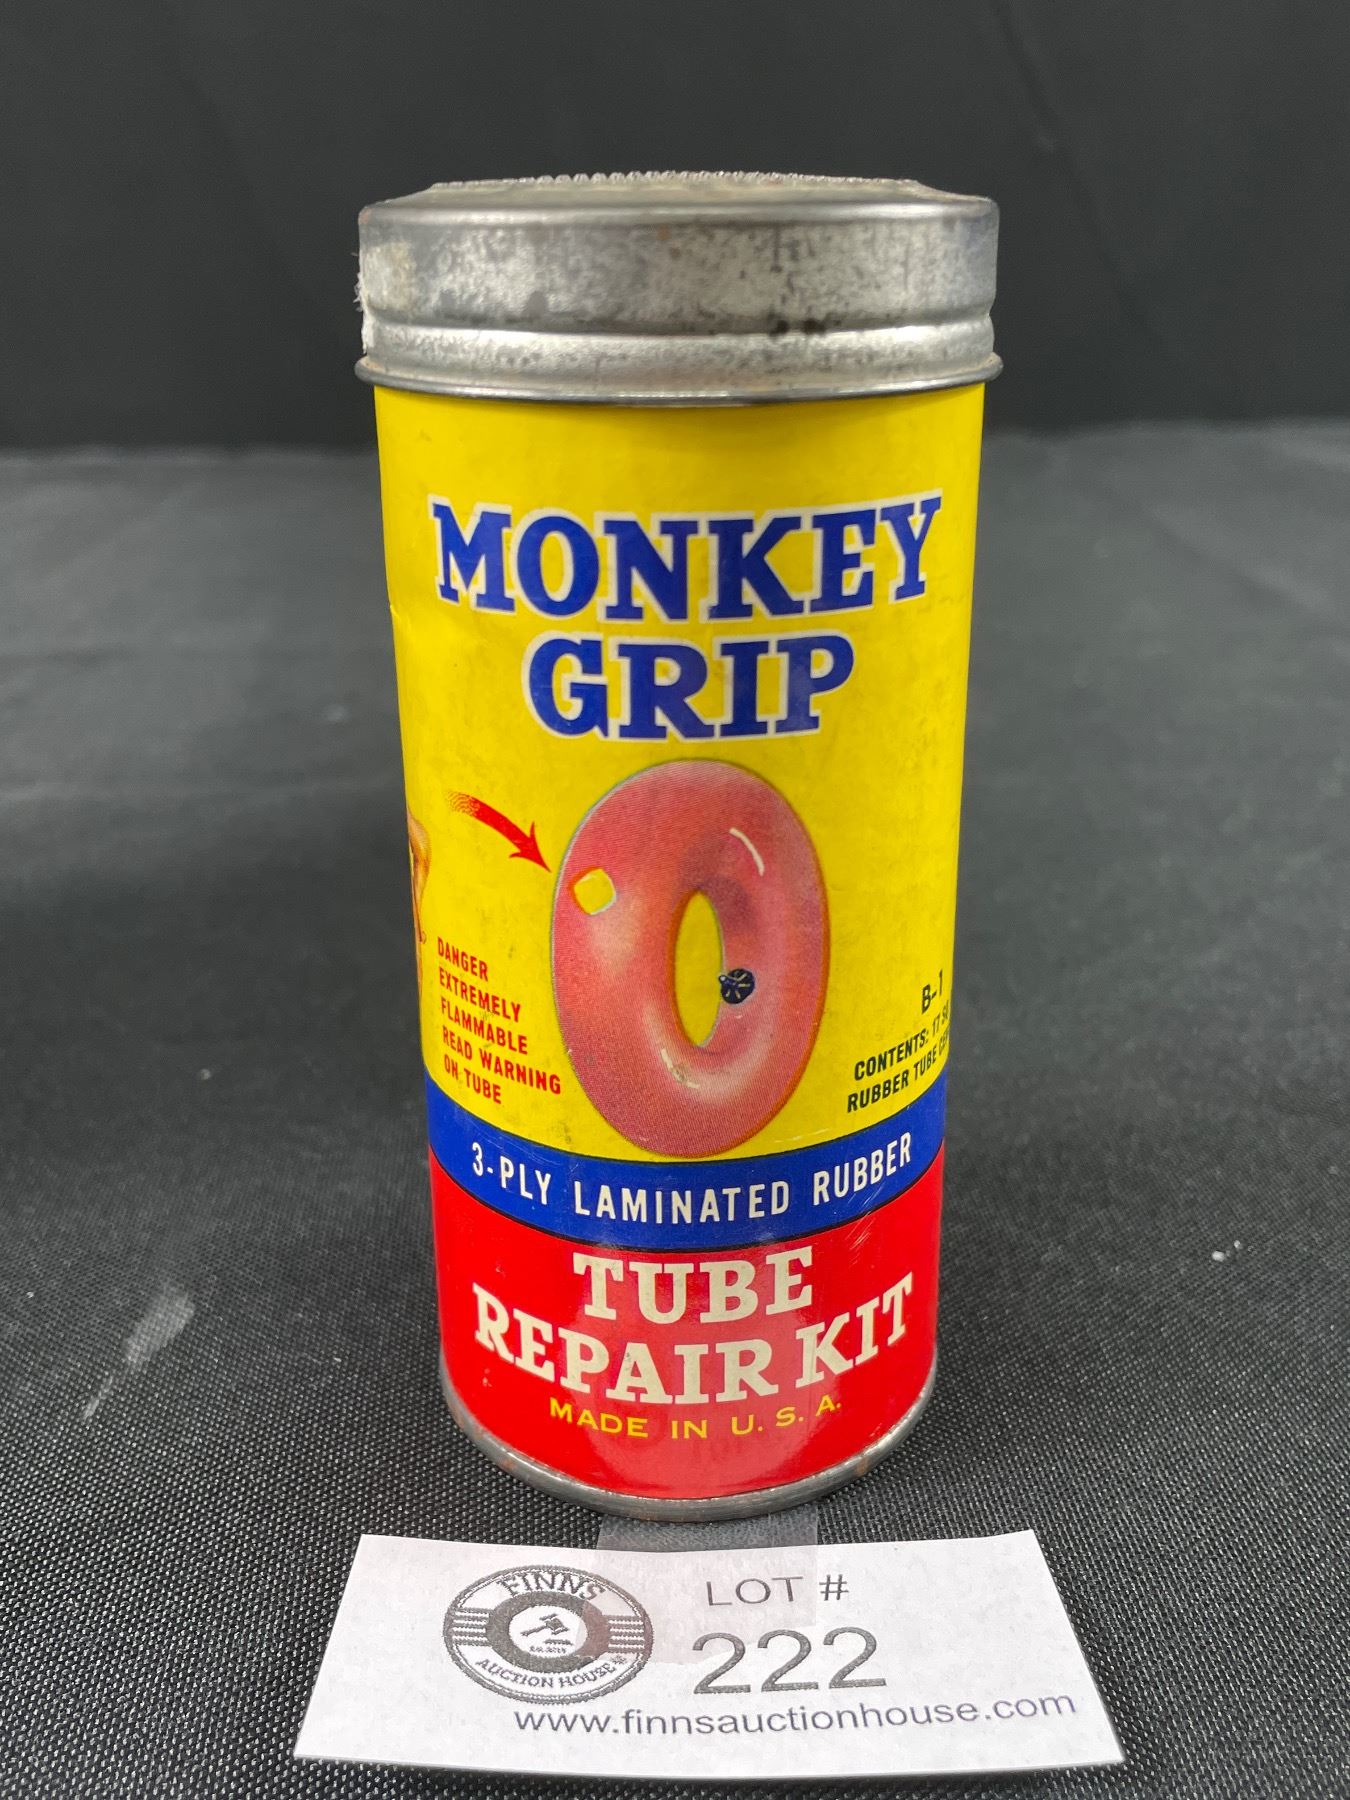 MONKEY
GRIP
DANGER
EXTREMELY
FLAMMABLE
READ WARNING
ON TUBE
B-1
CONTENTS: 17
RUBBER TUBE
3-PLY LAMINATED RUBBER
TUBE
REPAIR KIT
MADE IN U.S.A.
FINNS
AUCTION HOUSE
LOT #
222
www.finnsauctionhouse.com